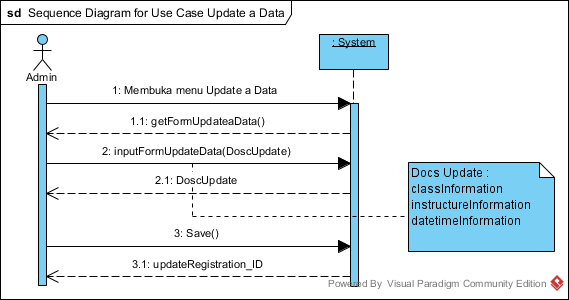 sd Sequence Diagram for Use Case Update a Data
: System
Admin
1: Membuka menu Update a Data
1.1: getFormUpdateaData()
2: inputFormUpdateData(DoscUpdate)
2.1: DoscUpdate
Docs Update :
classInformation
instructureInformation
datetimeInformation
3: Save()
3.1: updateRegistration_ID
Powered By Visual Paradigm Community Edition